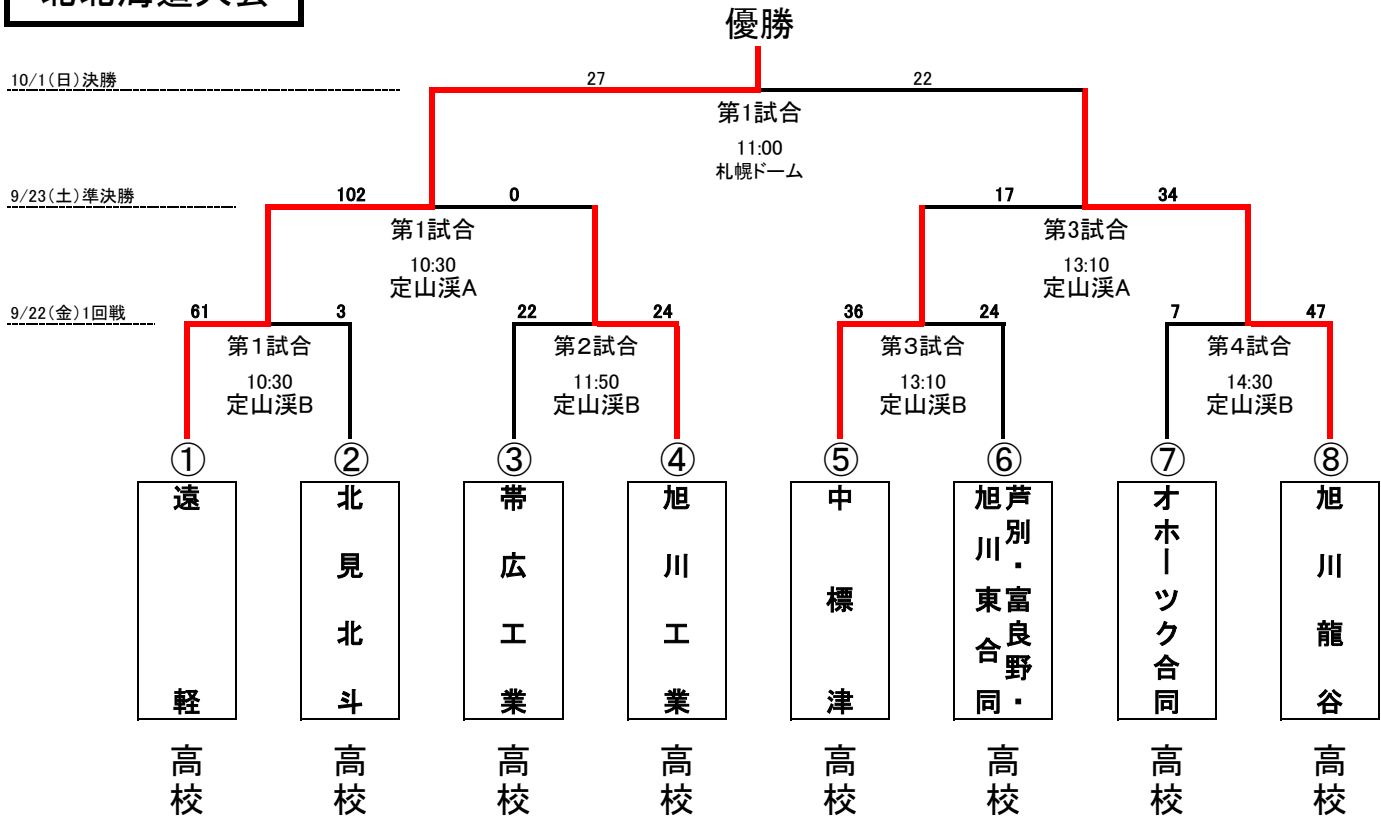 北北海道大会
優勝
10/1(日)決勝
27
22
第1試合
11:00
札幌ドーム
9/23(土)準決勝
102
0
17
34
第1試合
10:30
定山渓A
第3試合
13:10
定山渓A
9/22(金)1回戦
61
3
22
24
36
24
7
47
第1試合
10:30
定山渓B
第2試合
11:50
定山渓B
第3試合
13:10
定山渓B
第4試合
14:30
定山渓B
①
②
③
④
⑤
⑥
⑦
⑧
遠軽
高校
北見北斗
高校
帯広工業
高校
旭川工業
高校
中標津
高校
芦別・富良野・
旭川東合同
高校
オホーツク合同
高校
旭川龍谷
高校